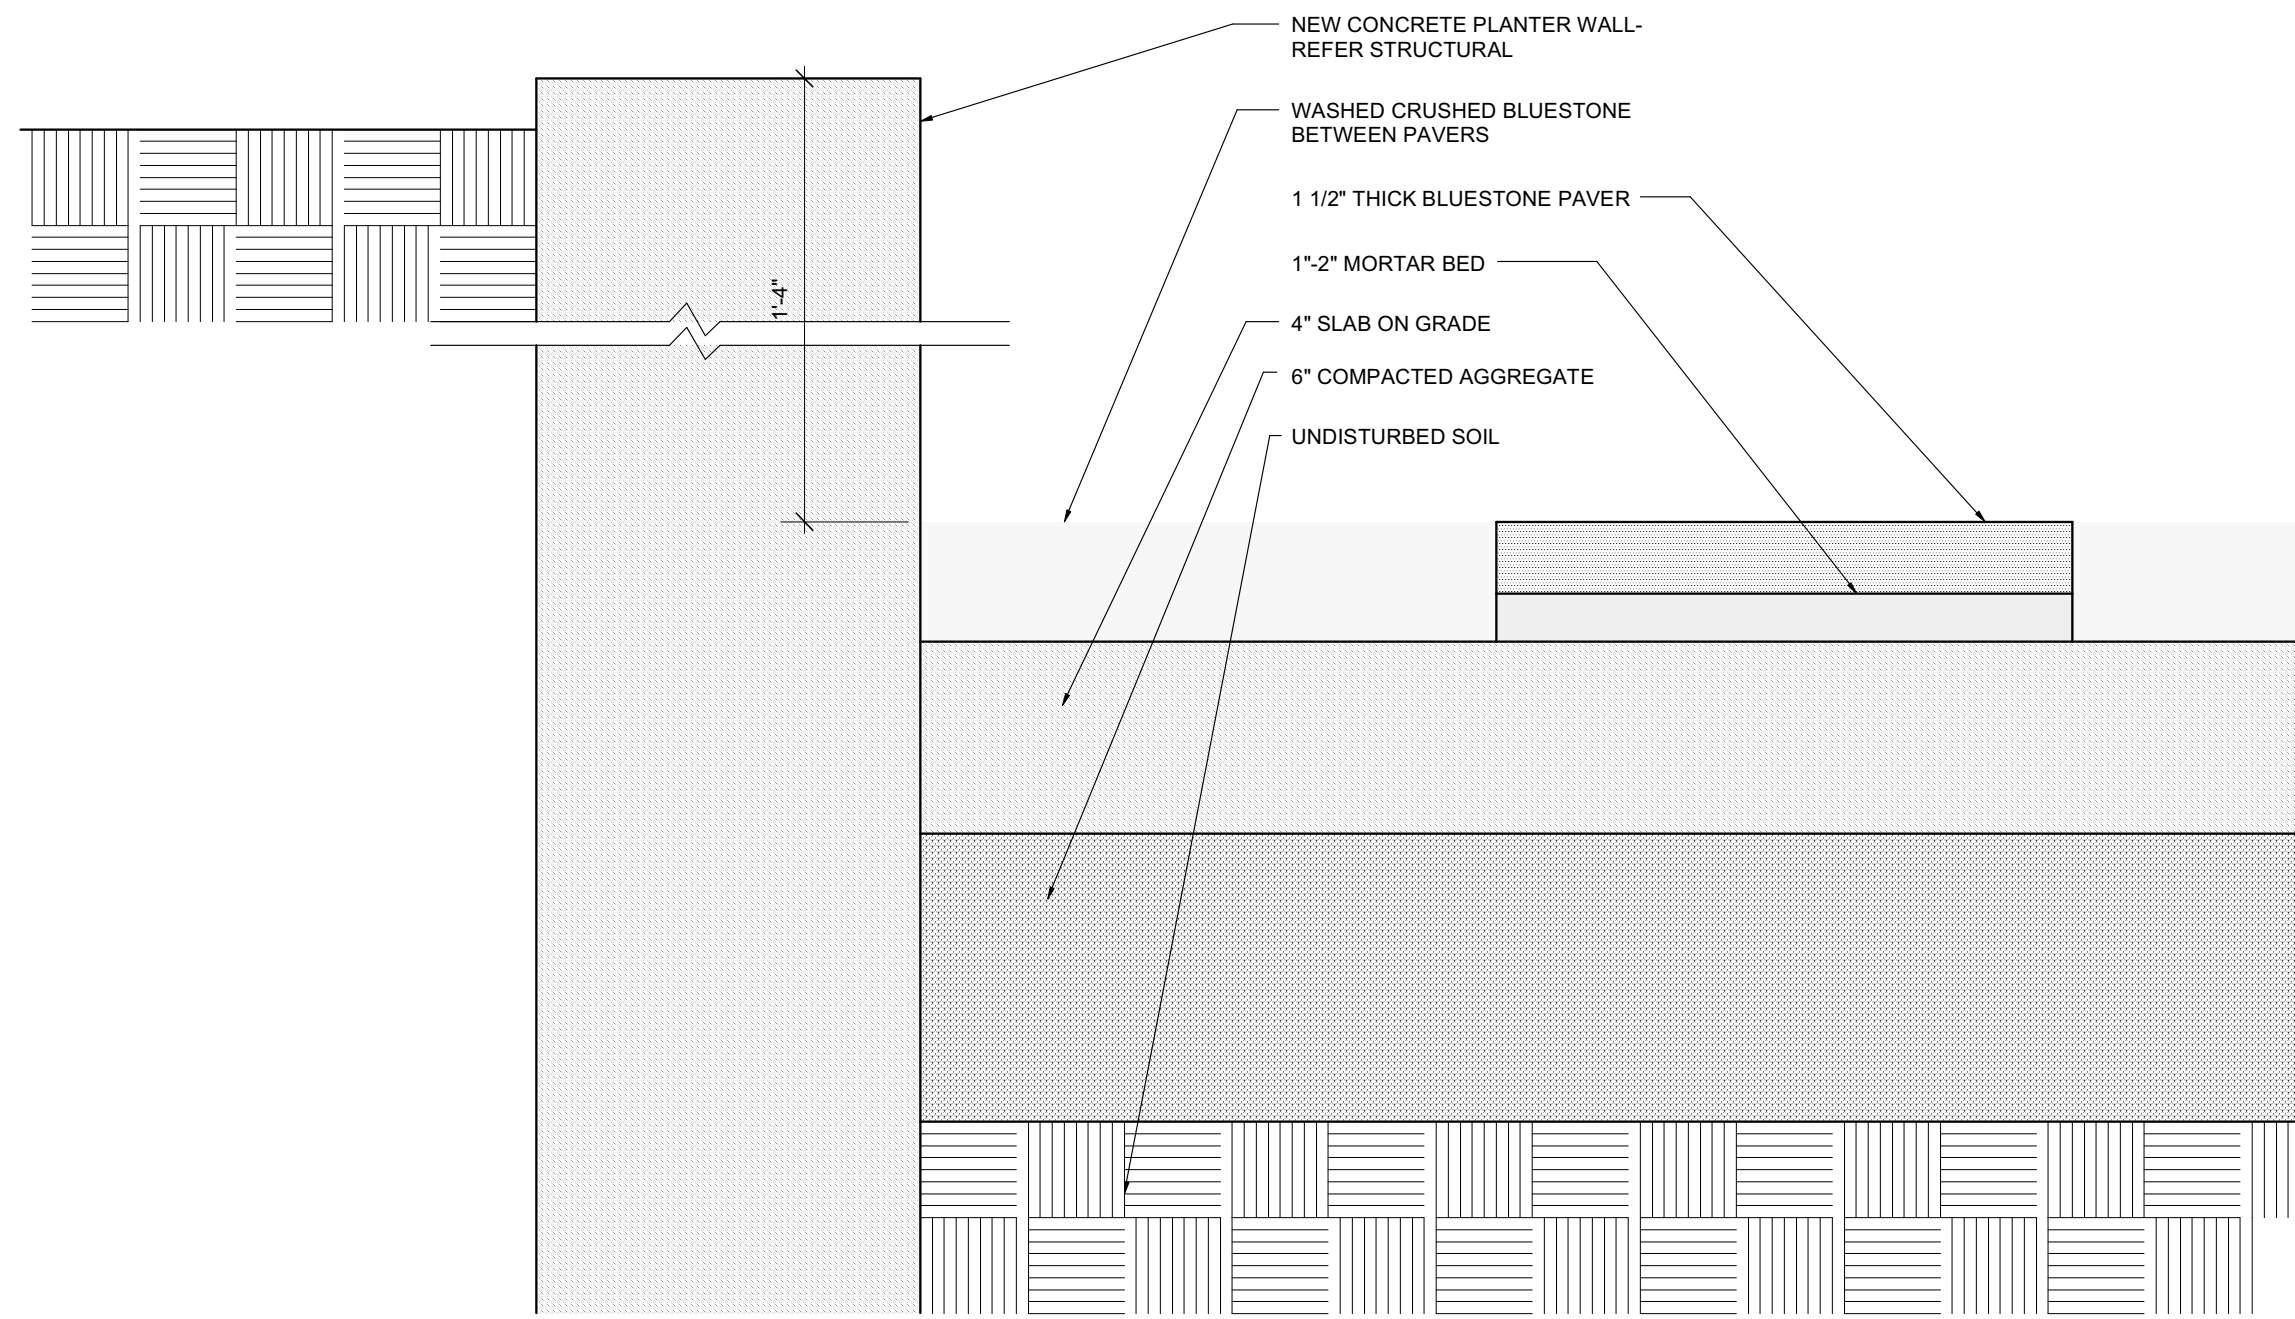 NEW CONCRETE PLANTER WALL-
REFER STRUCTURAL
WASHED CRUSHED BLUESTONE
BETWEEN PAVERS
1 1/2" THICK BLUESTONE PAVER
1"-2" MORTAR BED
1'-4"
4" SLAB ON GRADE
6" COMPACTED AGGREGATE
UNDISTURBED SOIL